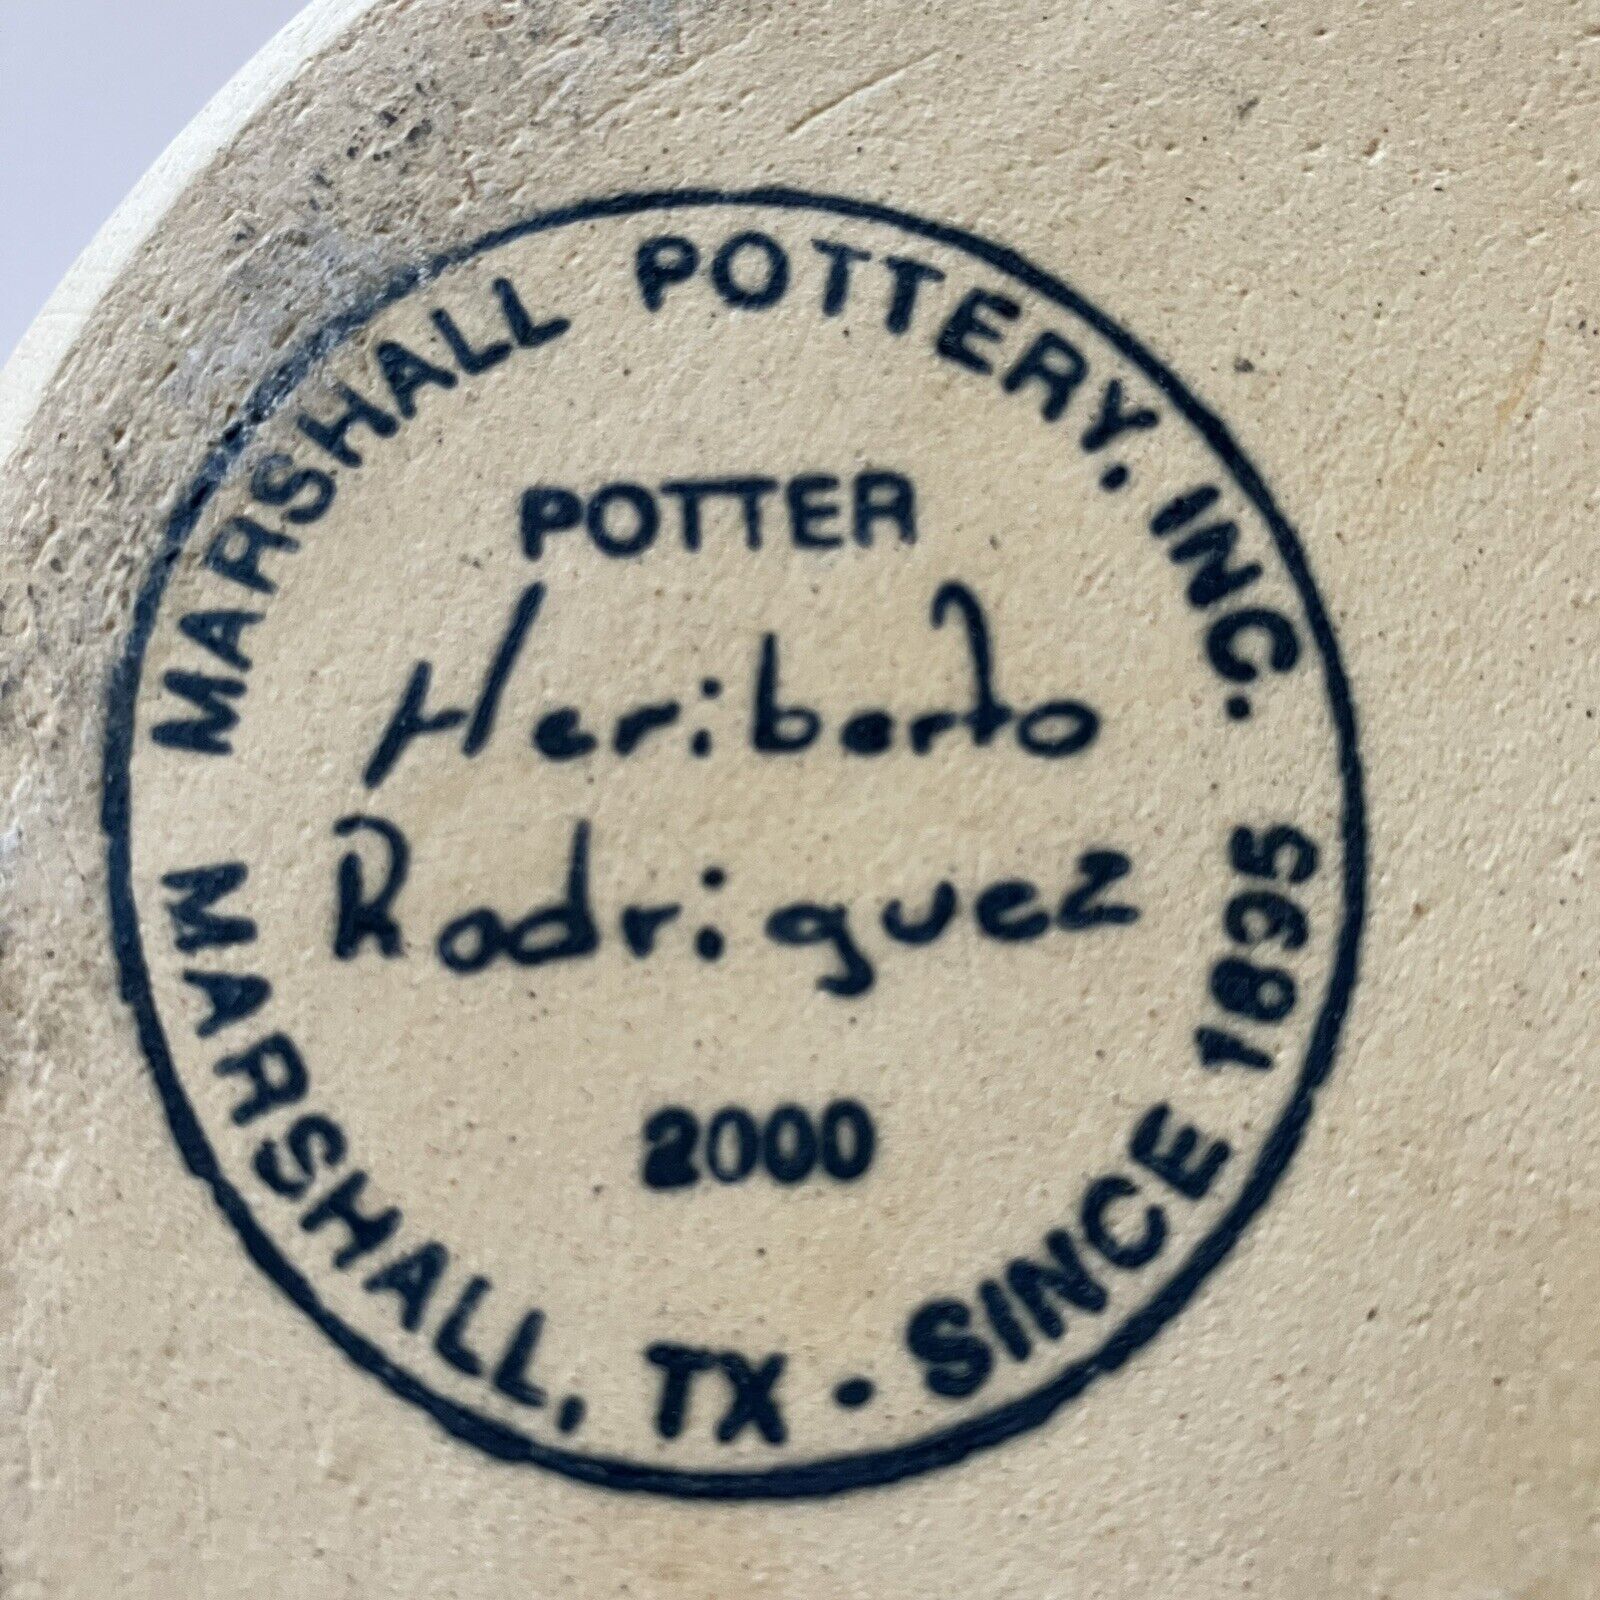 MARSHALL POTTERY, INC.
POTTER
Heriberto
Rodriguez
2000
MARSHALL, TX - SINCE 1895